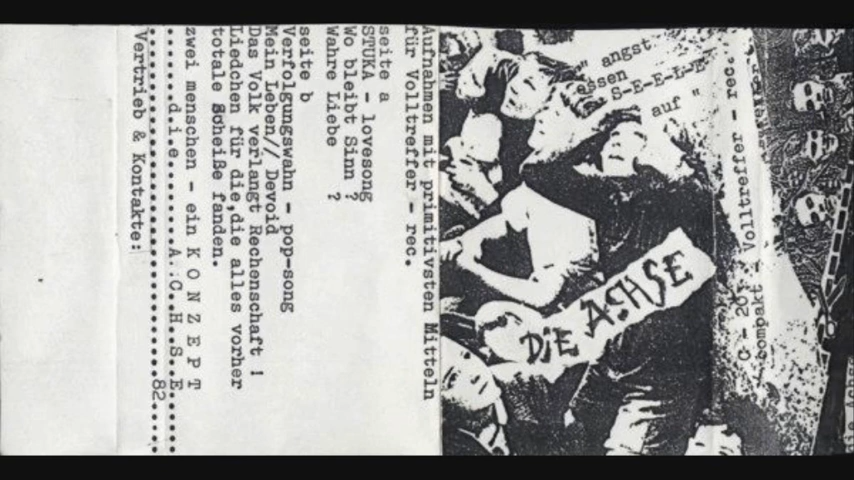 " angst
essen
S-E-E-L-E
auf "
DiE ACHSE
C - 20: Volltreffer - rec.
kompakt
Aufnahmen mit primitivsten Mitteln
für Volltreffer - rec.
seite a
STUKA - lovesong
Wo bleibt Sinn ?
Wahre Liebe ?
seite b
Verfolgungswahn - pop-song
Mein Leben// Devoid
Das Volk verlangt Rechenschaft !
Liedchen für die,die alles vorher
totale Scheiße fanden.
zwei menschen - ein K O N Z E P T
......d.i.e........A.C.H.S.E.......
82
Vertrieb & Kontakte: